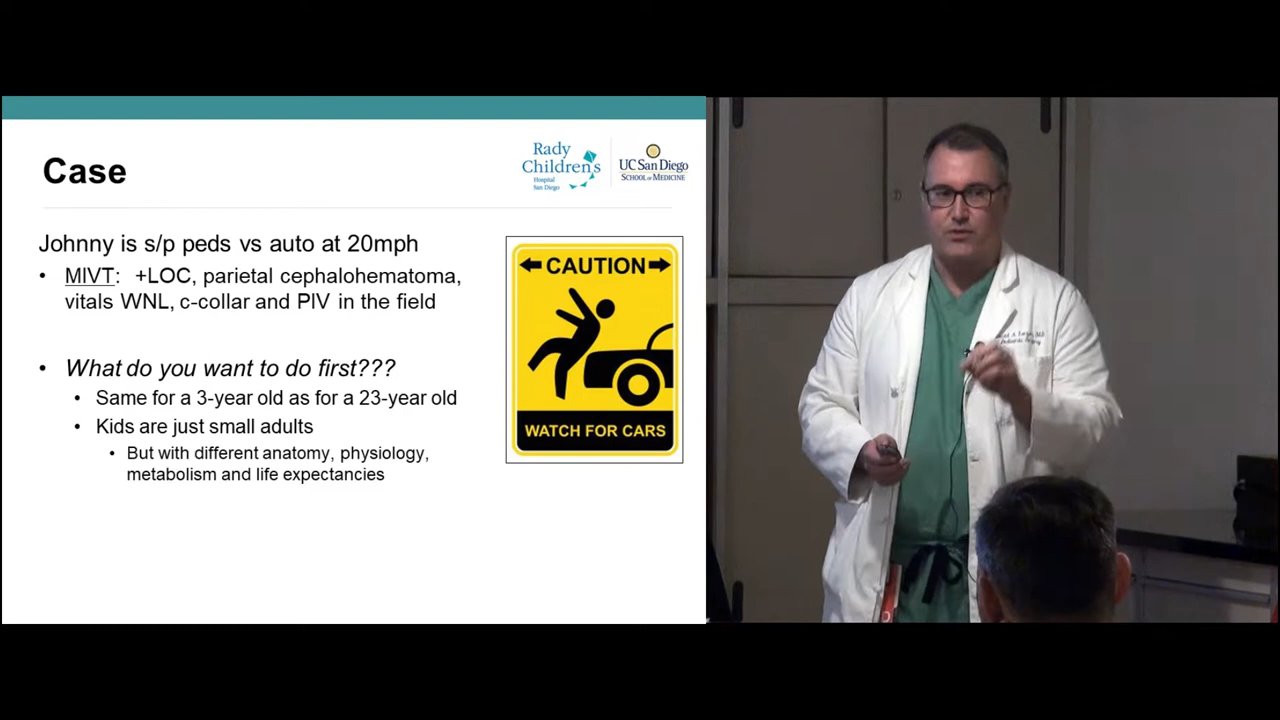 Case
Rady
Children's
Hospital
San Diego
UC San Diego
SCHOOL OF MEDICINE
Johnny is s/p peds vs auto at 20mph
• MIVT: +LOC, parietal cephalohematoma,
vitals WNL, c-collar and PIV in the field
• What do you want to do first???
• Same for a 3-year old as for a 23-year old
• Kids are just small adults
• But with different anatomy, physiology,
metabolism and life expectancies
CAUTION
WATCH FOR CARS